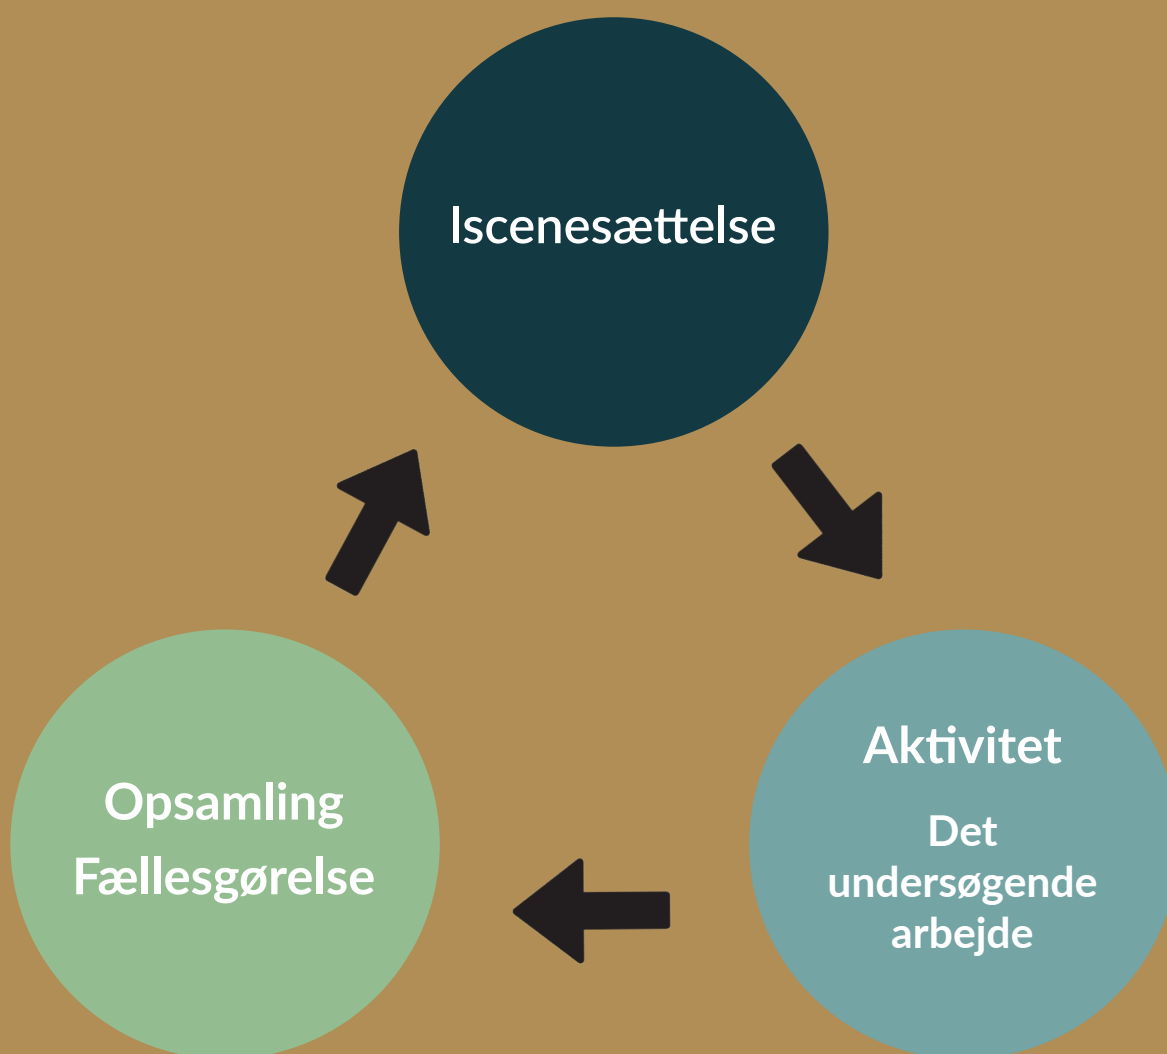 Iscenesættelse
Aktivitet
Det
undersøgende
arbejde
Opsamling
Fællesgørelse